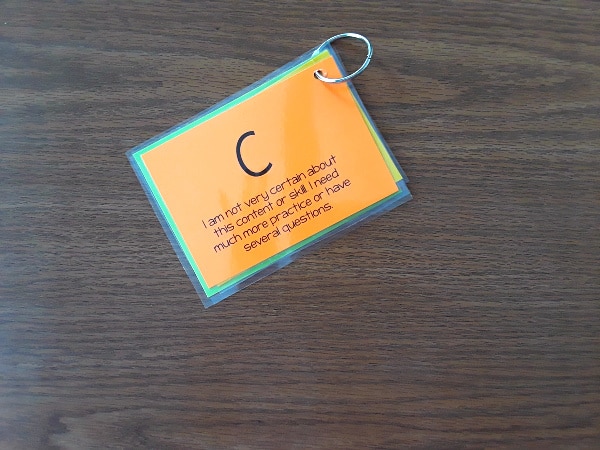 C
I am not very certain about
this content or skill I need
much more practice or have
several questions.